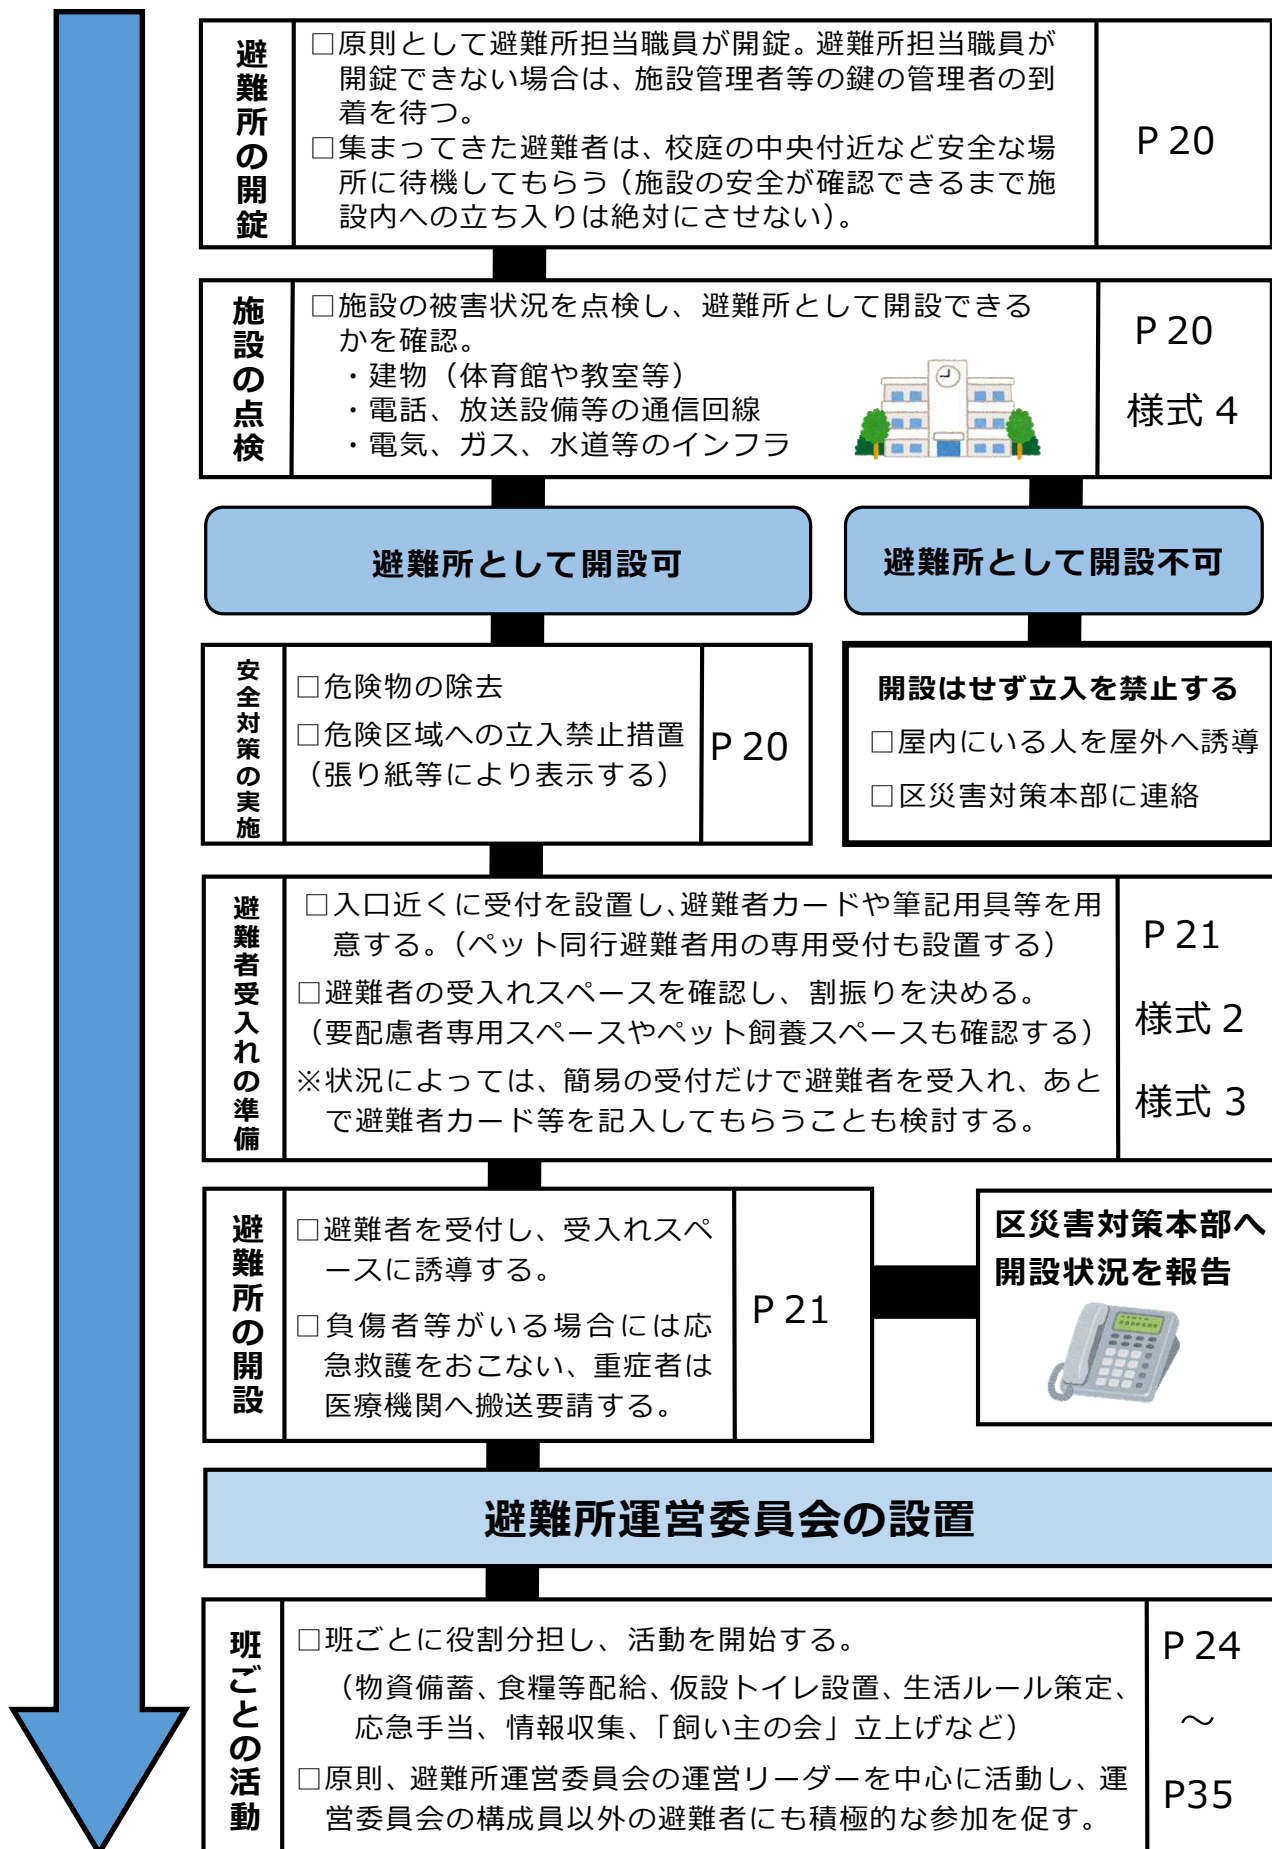 避難所の開錠
□原則として避難所担当職員が開錠。避難所担当職員が
開錠できない場合は、施設管理者等の鍵の管理者の到
着を待つ。
□集まってきた避難者は、校庭の中央付近など安全な場
所に待機してもらう（施設の安全が確認できるまで施
設内への立ち入りは絶対にさせない）。
P 20
施設の点検
□施設の被害状況を点検し、避難所として開設できる
かを確認。
・建物（体育館や教室等）
・電話、放送設備等の通信回線
・電気、ガス、水道等のインフラ
P 20
様式 4
避難所として開設可
避難所として開設不可
安全対策の実施
□危険物の除去
□危険区域への立入禁止措置
（張り紙等により表示する）
P 20
開設はせず立入を禁止する
□屋内にいる人を屋外へ誘導
□区災害対策本部に連絡
避難者受入れの準備
□入口近くに受付を設置し、避難者カードや筆記用具等を用
意する。（ペット同行避難者用の専用受付も設置する）
□避難者の受入れスペースを確認し、割振りを決める。
（要配慮者専用スペースやペット飼養スペースも確認する）
※状況によっては、簡易の受付だけで避難者を受入れ、あと
で避難者カード等を記入してもらうことも検討する。
P 21
様式 2
様式 3
避難所の開設
□避難者を受付し、受入れスペ
ースに誘導する。
□負傷者等がいる場合には応
急救護をおこない、重症者は
医療機関へ搬送要請する。
P 21
区災害対策本部へ
開設状況を報告
避難所運営委員会の設置
班ごとの活動
□班ごとに役割分担し、活動を開始する。
（物資備蓄、食糧等配給、仮設トイレ設置、生活ルール策定、
応急手当、情報収集、「飼い主の会」立上げなど）
□原則、避難所運営委員会の運営リーダーを中心に活動し、運
営委員会の構成員以外の避難者にも積極的な参加を促す。
P 24
～
P35